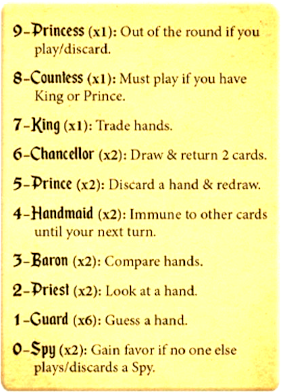 9-Princess (x1): Out of the round if you
play/discard.
8-Countess (x1): Must play if you have
King or Prince.
7-King (x1): Trade hands.
6-Chancellor (x2): Draw & return 2 cards.
5-Prince (x2): Discard a hand & redraw.
4-Handmaid (x2): Immune to other cards
until your next turn.
3-Baron (x2): Compare hands.
2-Priest (x2): Look at a hand.
1-Guard (x6): Guess a hand.
0-Spy (x2): Gain favor if no one else
plays/discards a Spy.